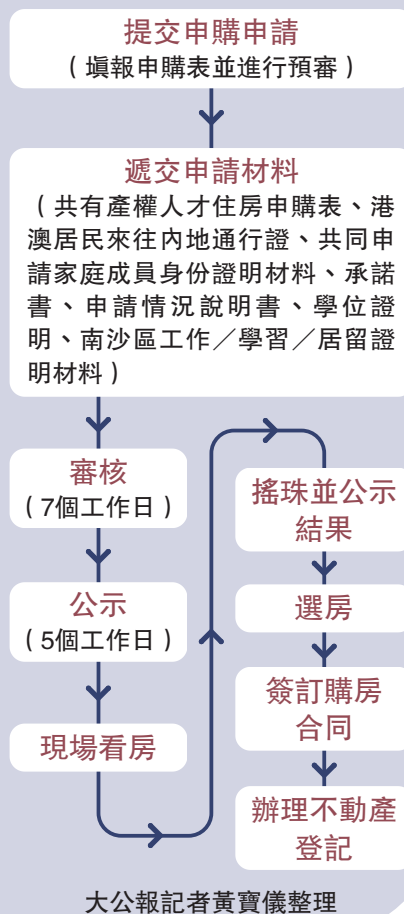 提交申購申請
（填報申購表並進行預審）
遞交申請材料
（共有產權人才住房申購表、港
澳居民來往內地通行證、共同申
請家庭成員身份證明材料、承諾
書、申請情況說明書、學位證
明、南沙區工作／學習／居留證
明材料）
審核
（7個工作日）
公示
（5個工作日）
現場看房
搖珠並公示
結果
選房
簽訂購房
合同
辦理不動產
登記
大公報記者黃寶儀整理